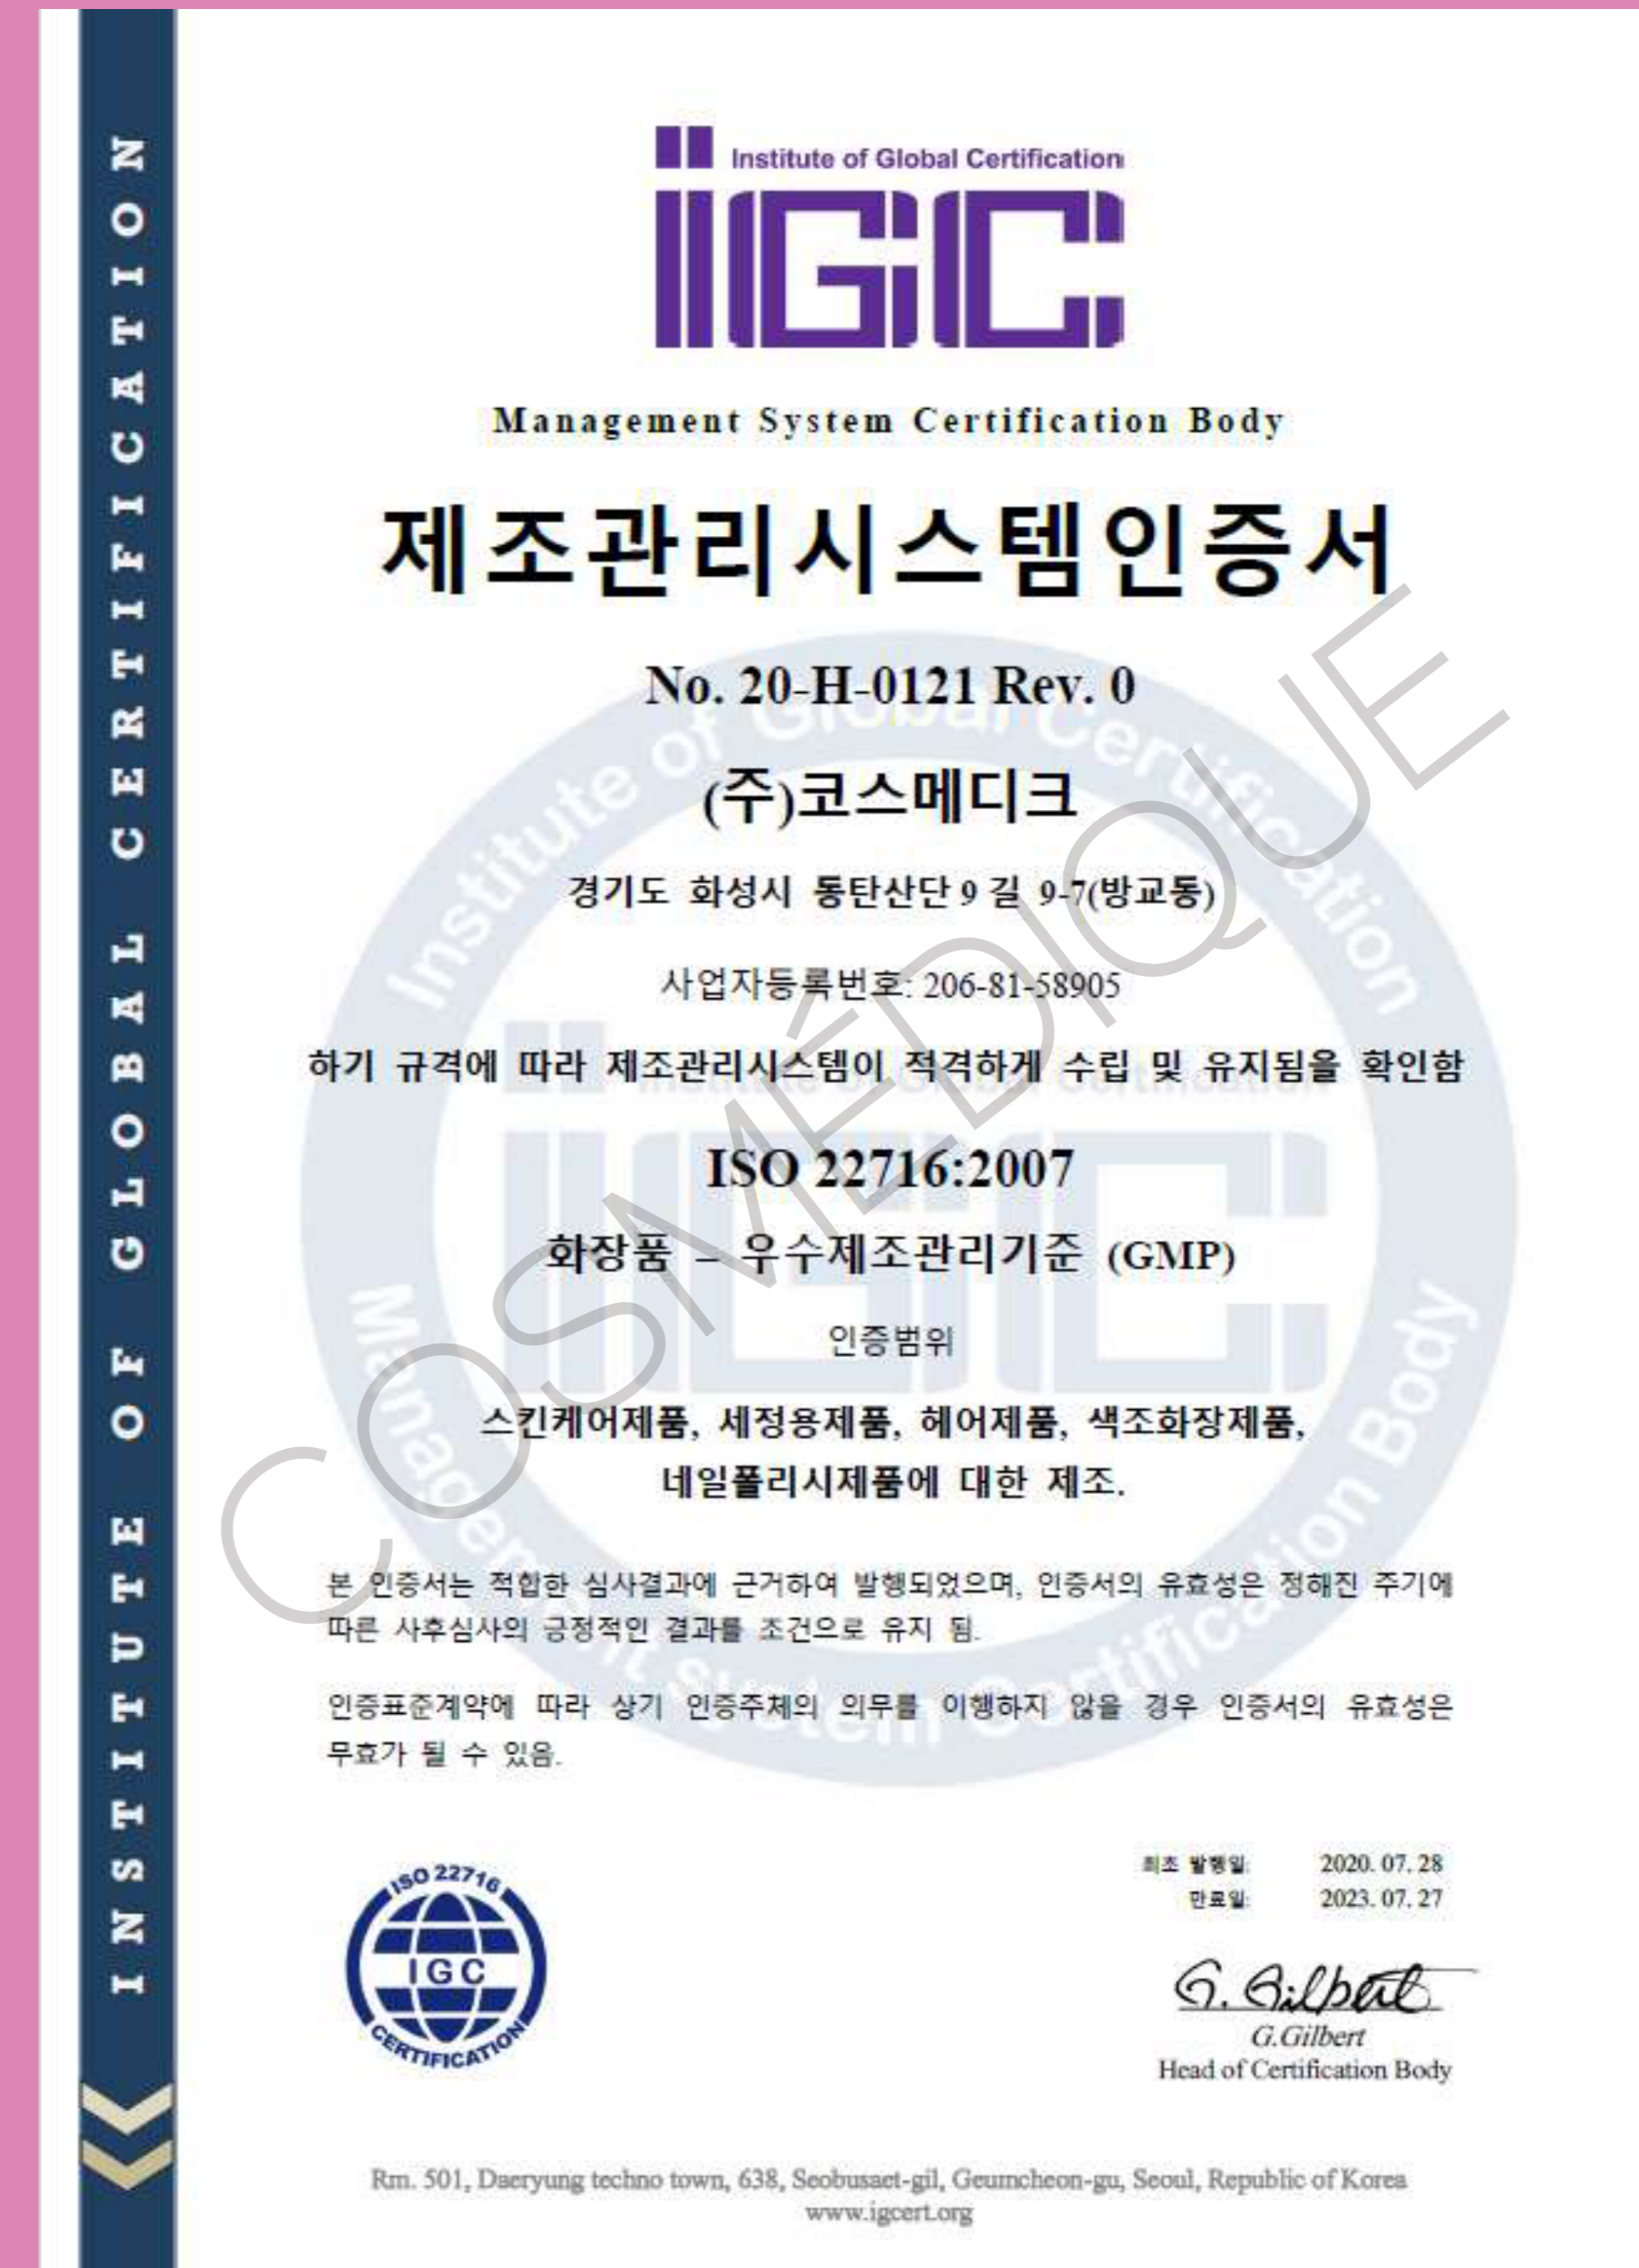 INSTITUTE OF GLOBAL CERTIFICATION
Institute of Global Certification
IGC
Management System Certification Body
제조관리시스템인증서
No. 20-H-0121 Rev. 0
(주)코스메디크
경기도 화성시 동탄산단9길 9-7(방교동)
사업자등록번호: 206-81-58905
하기 규격에 따라 제조관리시스템이 적격하게 수립 및 유지됨을 확인함
ISO 22716:2007
화장품 – 우수제조관리기준 (GMP)
인증범위
스킨케어제품, 세정용제품, 헤어제품, 색조화장제품,
네일폴리시제품에 대한 제조.
본 인증서는 적합한 심사결과에 근거하여 발행되었으며, 인증서의 유효성은 정해진 주기에
따른 사후심사의 긍정적인 결과를 조건으로 유지 됨.
인증표준계약에 따라 상기 인증주체의 의무를 이행하지 않을 경우 인증서의 유효성은
무효가 될 수 있음.
COSMÉDIQUE
Institute of Global Certification
Institute of Global Certification
IGC
Management System Certification Body
ISO 22716
IGC
CERTIFICATION
최초 발행일: 2020. 07. 28
만료일: 2023. 07. 27
G. Gilbert
G.Gilbert
Head of Certification Body
Rm. 501, Daeryung techno town, 638, Seobusaet-gil, Geumcheon-gu, Seoul, Republic of Korea
www.igcert.org